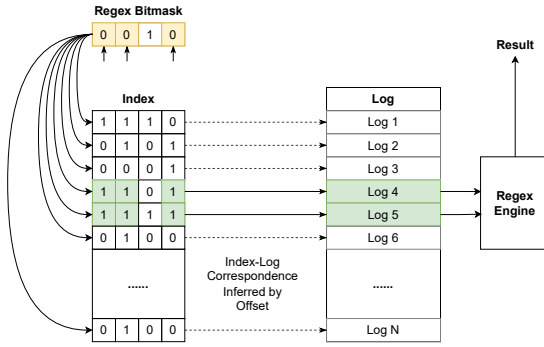 Regex Bitmask
0 0 1 0
Result
Index
Log
1 1 1 0
Log 1
0 1 0 1
Log 2
0 0 0 1
Log 3
1 1 0 1
Log 4
1 1 1 1
Log 5
0 1 0 0
Log 6
Regex
Engine
Index-Log
Correspondence
Inferred by
Offset
......
......
0 1 0 0
Log N